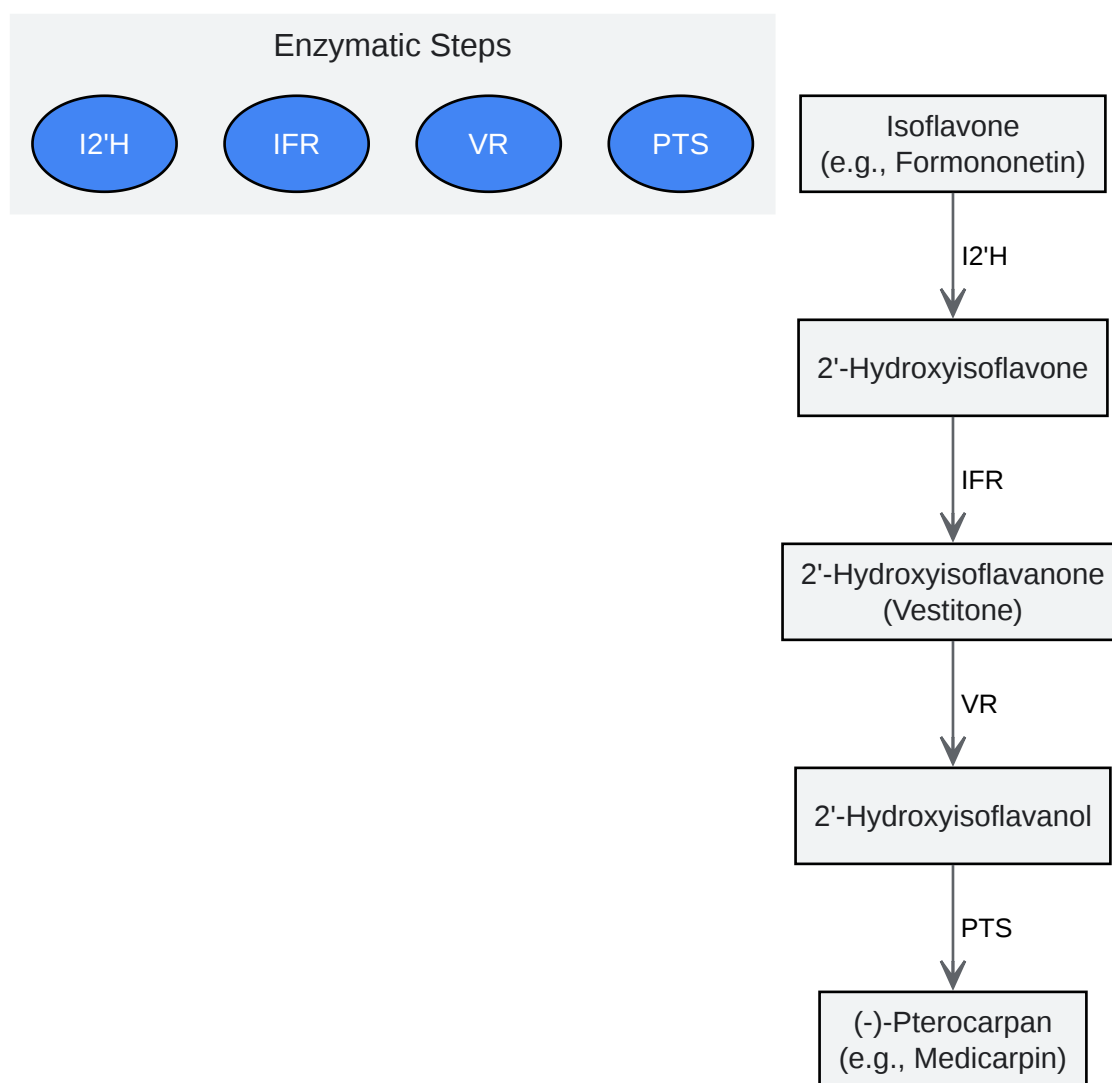 Enzymatic Steps
I2'H
IFR
VR
PTS
Isoflavone
(e.g., Formononetin)
I2'H
2'-Hydroxyisoflavone
IFR
2'-Hydroxyisoflavanone
(Vestitone)
VR
2'-Hydroxyisoflavanol
PTS
(-)-Pterocarpan
(e.g., Medicarpin)